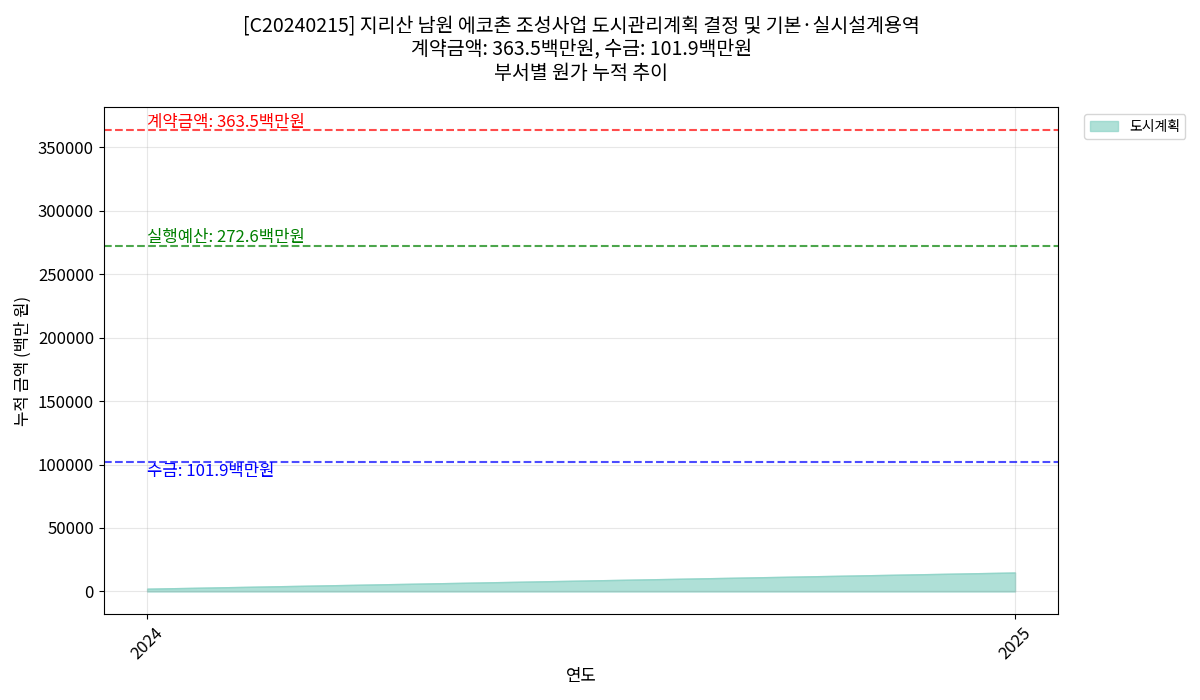 [C20240215] 지리산 남원 에코촌 조성사업 도시관리계획 결정 및 기본·실시설계용역
계약금액: 363.5백만원, 수금: 101.9백만원
부서별 원가 누적 추이
계약금액: 363.5백만원
도시계획
350000
300000
실행예산: 272.6백만원
250000
200000
누적 금액 (백만 원)
150000
100000
수금: 101.9백만원
50000
0
2024
2025
연도